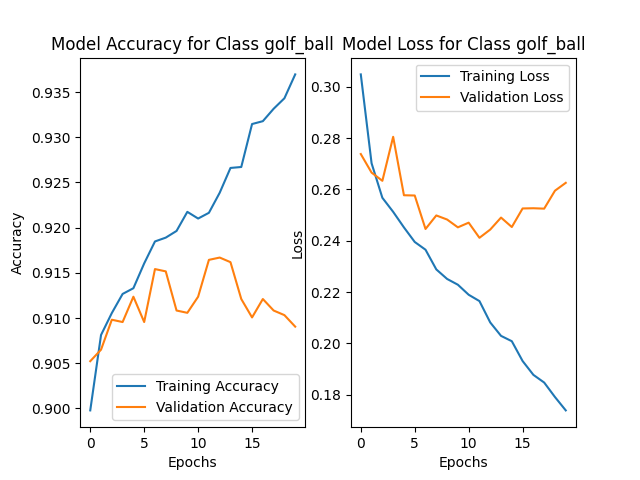 Model Accuracy for Class golf_ball
Accuracy
0.935
0.930
0.925
0.920
0.915
0.910
0.905
0.900
Training Accuracy
Validation Accuracy
0 5 10 15
Epochs
Model Loss for Class golf_ball
Loss
0.30
0.28
0.26
0.24
0.22
0.20
0.18
Training Loss
Validation Loss
0 5 10 15
Epochs